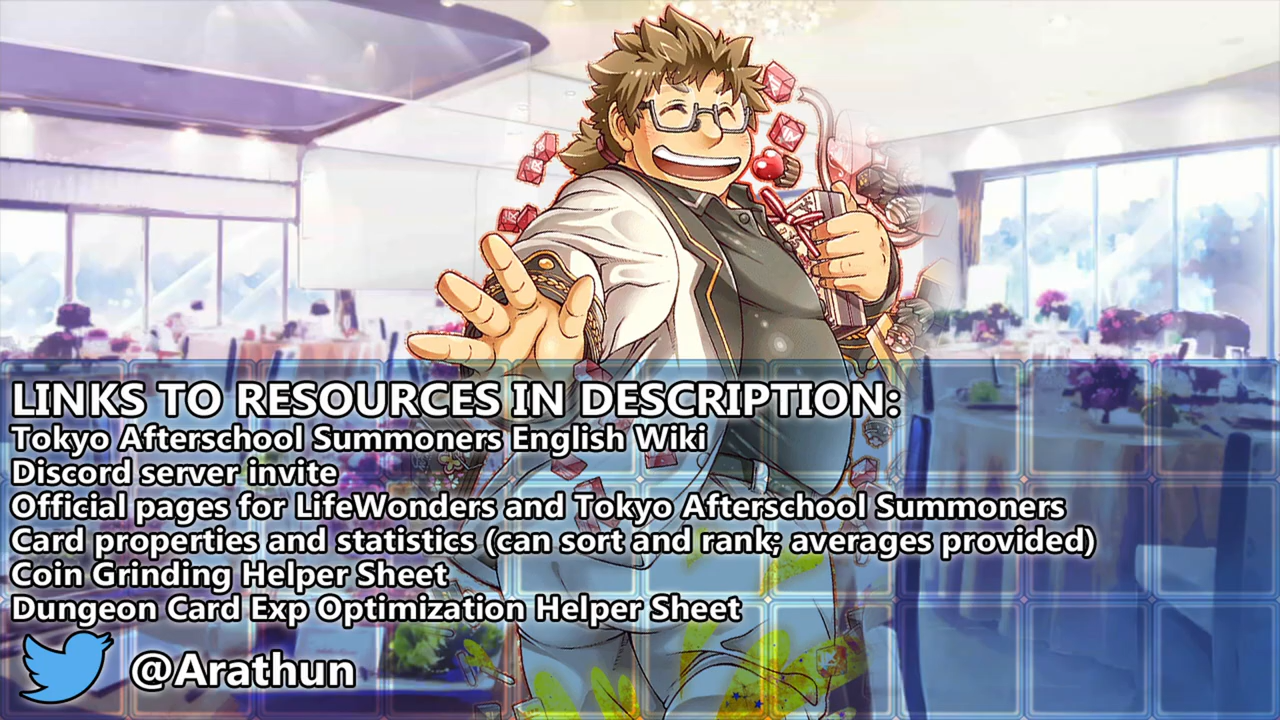 LINKS TO RESOURCES IN DESCRIPTION:
Tokyo Afterschool Summoners English Wiki
Discord server invite
Official pages for LifeWonders and Tokyo Afterschool Summoners
Card properties and statistics (can sort and rank; averages provided)
Coin Grinding Helper Sheet
Dungeon Card Exp Optimization Helper Sheet
@Arathun